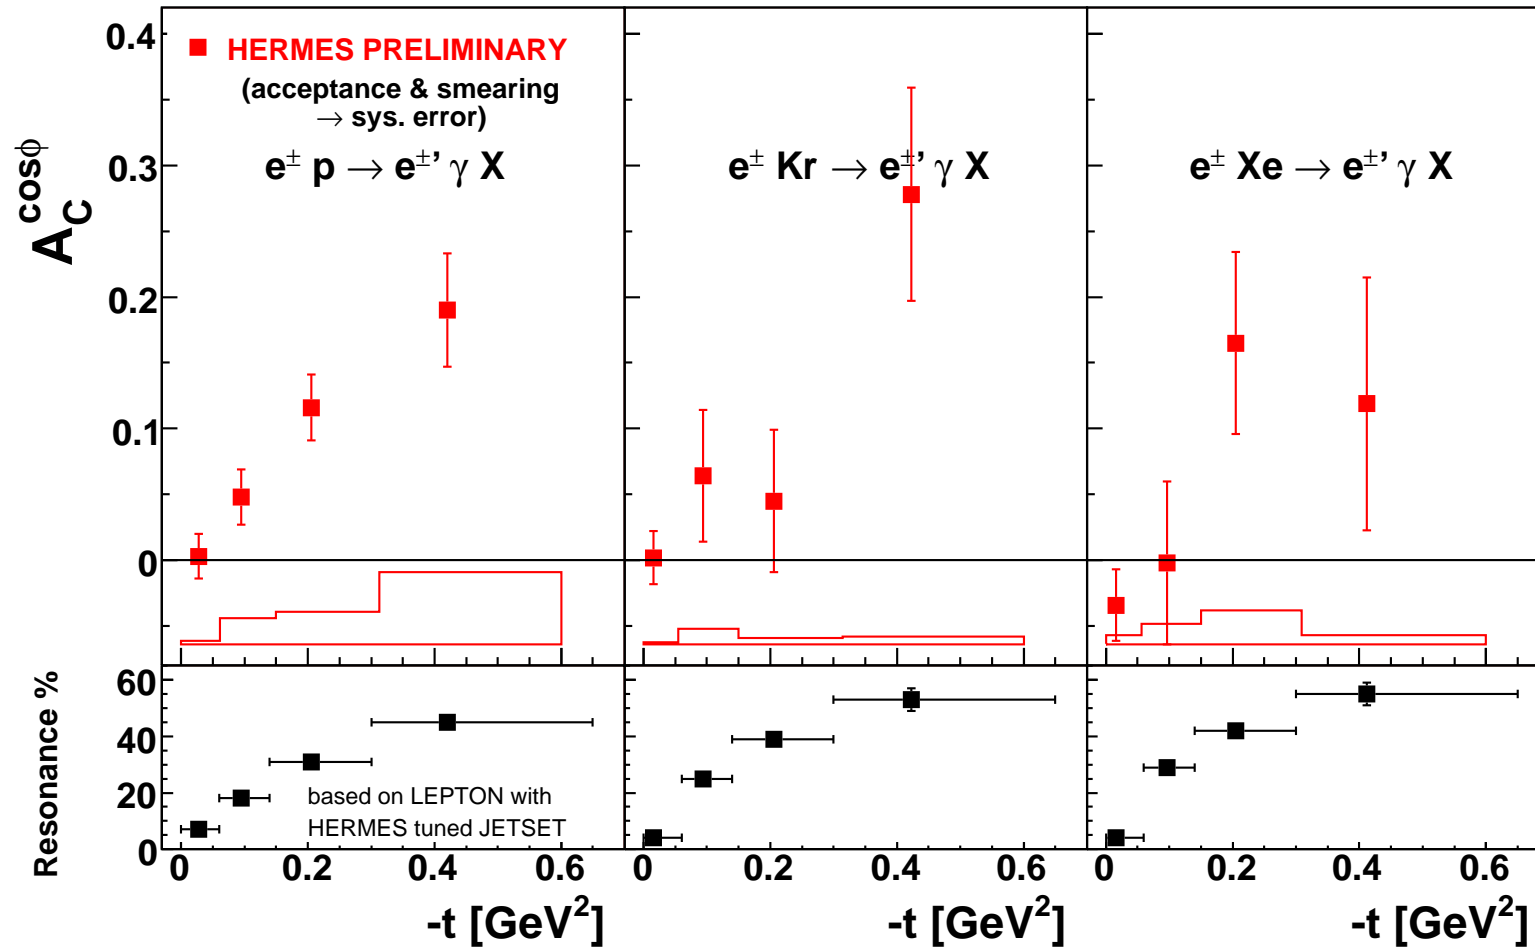 HERMES PRELIMINARY
(acceptance & smearing
→ sys. error)
e± p → e±' γ X
e± Kr → e±' γ X
e± Xe → e±' γ X
A_C^cosϕ
0.4
0.3
0.2
0.1
0
Resonance %
60
40
20
0
based on LEPTON with
HERMES tuned JETSET
0 0.2 0.4 0.6
0 0.2 0.4 0.6
0 0.2 0.4 0.6
-t [GeV²]
-t [GeV²]
-t [GeV²]